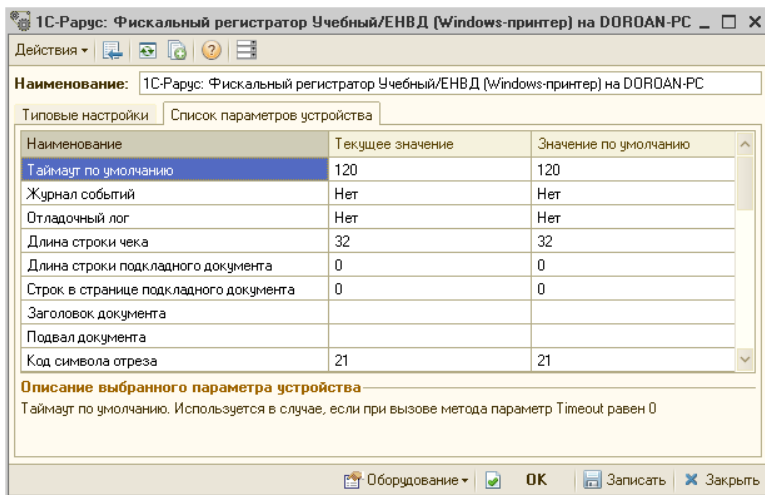 1С-Рарус: Фискальный регистратор Учебный/ЕНВД (Windows-принтер) на DOROAN-PC
Действия
Наименование: 1С-Рарус: Фискальный регистратор Учебный/ЕНВД (Windows-принтер) на DOROAN-PC
Типовые настройки Список параметров устройства
Наименование Текущее значение Значение по умолчанию
Таймаут по умолчанию 120 120
Журнал событий Нет Нет
Отладочный лог Нет Нет
Длина строки чека 32 32
Длина строки подкладного документа 0 0
Строк в странице подкладного документа 0 0
Заголовок документа
Подвал документа
Код символа отреза 21 21
Описание выбранного параметра устройства
Таймаут по умолчанию. Используется в случае, если при вызове метода параметр Timeout равен 0
Оборудование OK Записать Закрыть